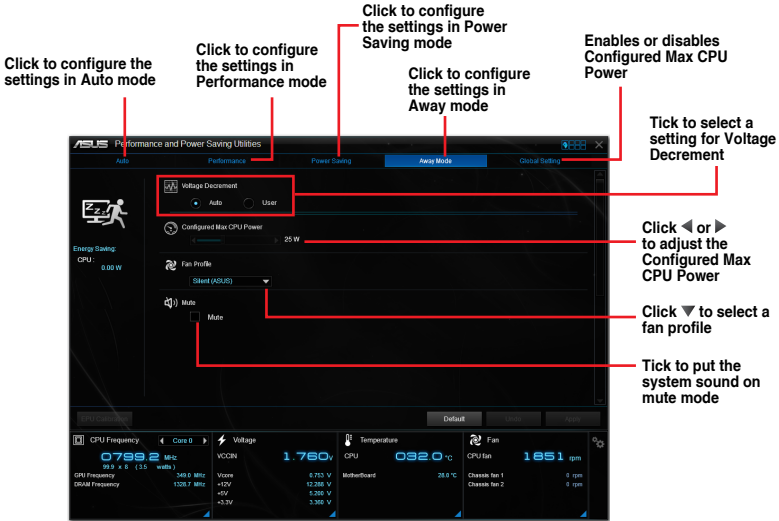 Click to configure
the settings in Power
Saving mode
Click to configure the
settings in Auto mode
Click to configure
the settings in
Performance mode
Click to configure
the settings in
Away mode
Enables or disables
Configured Max CPU
Power
Tick to select a
setting for Voltage
Decrement
Click ◀ or ▶
to adjust the
Configured Max
CPU Power
Click ▼ to select a
fan profile
Tick to put the
system sound on
mute mode
ASUS Performance and Power Saving Utilities
Auto Performance Power Saving Away Mode Global Setting
Voltage Decrement
Auto User
Configured Max CPU Power
25 W
Energy Saving:
CPU :
0.00 W
Fan Profile
Silent (ASUS)
Mute
Mute
EPU Calibration Default Undo Apply
CPU Frequency Core 0
0799.2 MHz
99.9 x 8 (3.5 watts)
GPU Frequency 349.0 MHz
DRAM Frequency 1328.7 MHz
Voltage
VCCIN 1.760v
Vcore 0.753 V
+12V 12.288 V
+5V 5.200 V
+3.3V 3.360 V
Temperature
CPU 032.0 °C
MotherBoard 28.0 °C
Fan
CPU fan 1851 rpm
Chassis fan 1 0 rpm
Chassis fan 2 0 rpm